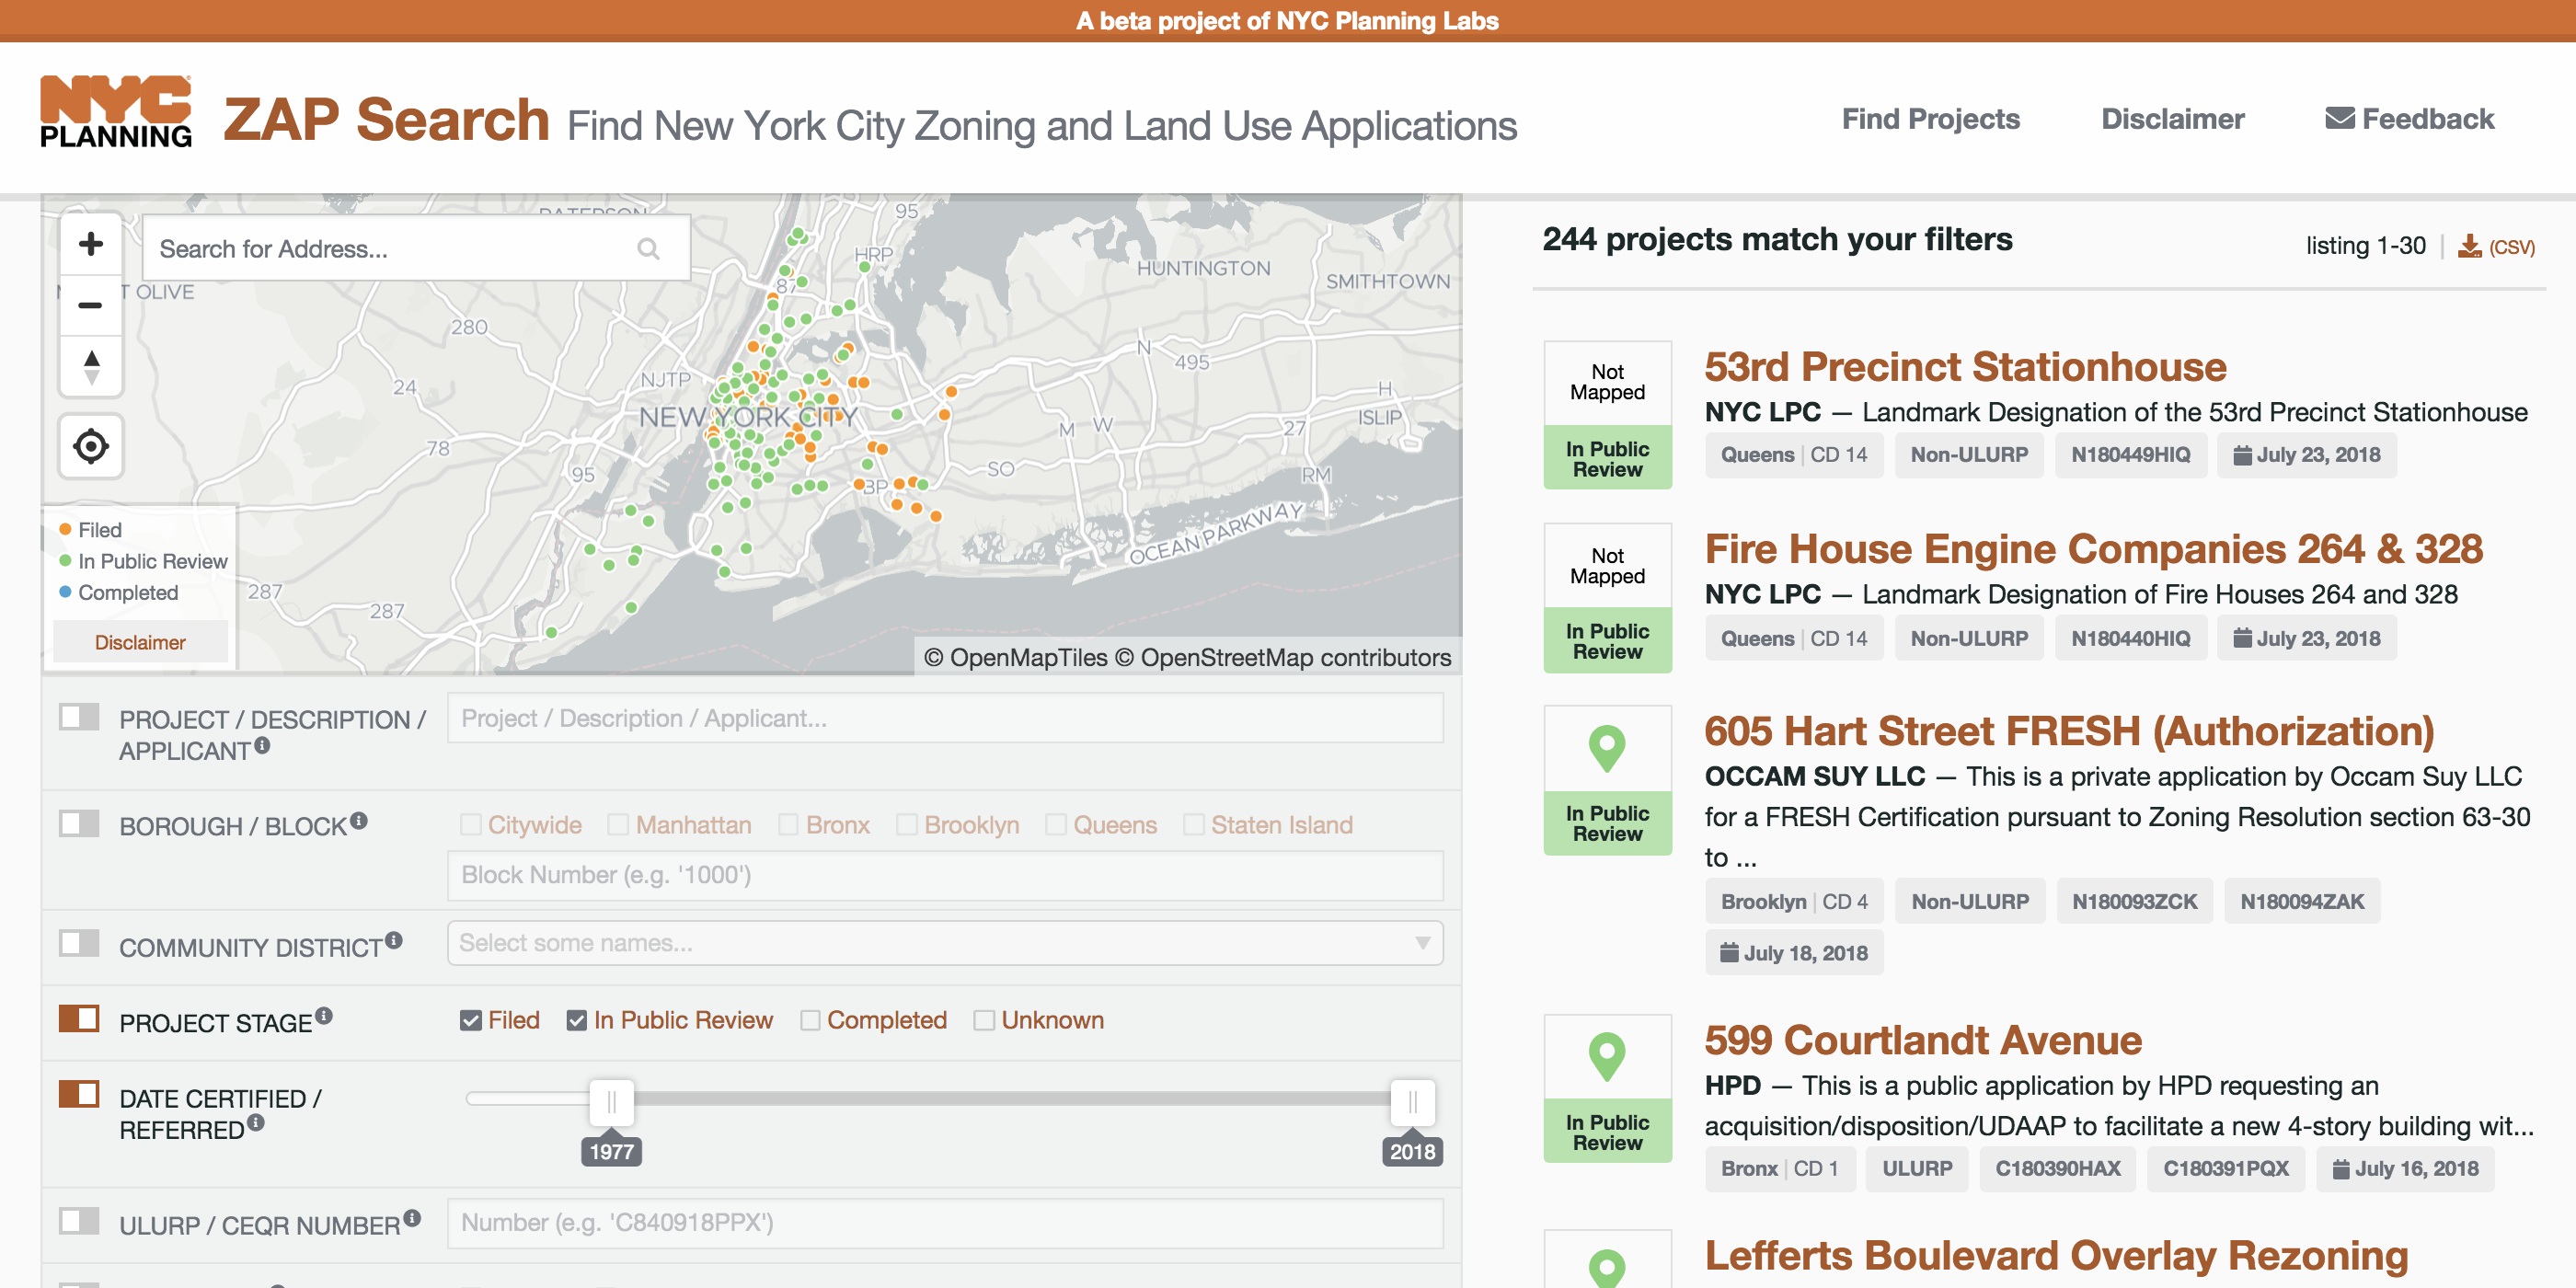 A beta project of NYC Planning Labs
NYC
PLANNING
ZAP Search Find New York City Zoning and Land Use Applications
Find Projects
Disclaimer
Feedback
Search for Address...
95
HRP
87
HUNTINGTON
SMITHTOWN
OLIVE
280
N
495
24
NJTP
H
ISLIP
NEW YORK CITY
M
W
27
78
95
SO
RM
BP
OCEAN PARKWAY
287
287
Filed
In Public Review
Completed
Disclaimer
© OpenMapTiles © OpenStreetMap contributors
PROJECT / DESCRIPTION /
APPLICANT
Project / Description / Applicant...
BOROUGH / BLOCK
Citywide Manhattan Bronx Brooklyn Queens Staten Island
Block Number (e.g. '1000')
COMMUNITY DISTRICT
Select some names...
PROJECT STAGE
Filed In Public Review Completed Unknown
DATE CERTIFIED /
REFERRED
1977
2018
ULURP / CEQR NUMBER
Number (e.g. 'C840918PPX')
244 projects match your filters
listing 1-30 | (CSV)
Not
Mapped
In Public
Review
53rd Precinct Stationhouse
NYC LPC — Landmark Designation of the 53rd Precinct Stationhouse
Queens | CD 14 Non-ULURP N180449HIQ July 23, 2018
Not
Mapped
In Public
Review
Fire House Engine Companies 264 & 328
NYC LPC — Landmark Designation of Fire Houses 264 and 328
Queens | CD 14 Non-ULURP N180440HIQ July 23, 2018
In Public
Review
605 Hart Street FRESH (Authorization)
OCCAM SUY LLC — This is a private application by Occam Suy LLC
for a FRESH Certification pursuant to Zoning Resolution section 63-30
to ...
Brooklyn | CD 4 Non-ULURP N180093ZCK N180094ZAK
July 18, 2018
In Public
Review
599 Courtlandt Avenue
HPD — This is a public application by HPD requesting an
acquisition/disposition/UDAAP to facilitate a new 4-story building wit...
Bronx | CD 1 ULURP C180390HAX C180391PQX July 16, 2018
Lefferts Boulevard Overlay Rezoning